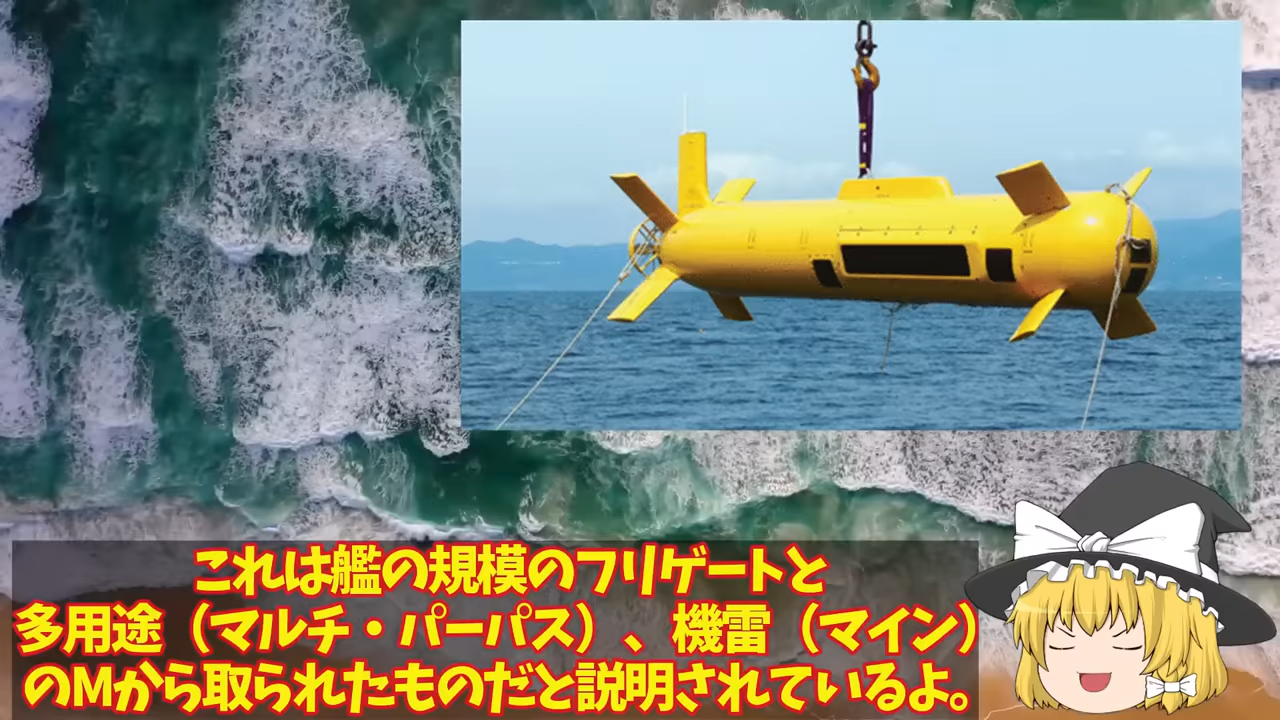 これは艦の規模のフリゲートと
多用途（マルチ・パーパス）、機雷（マイン）
のMから取られたものだと説明されているよ。